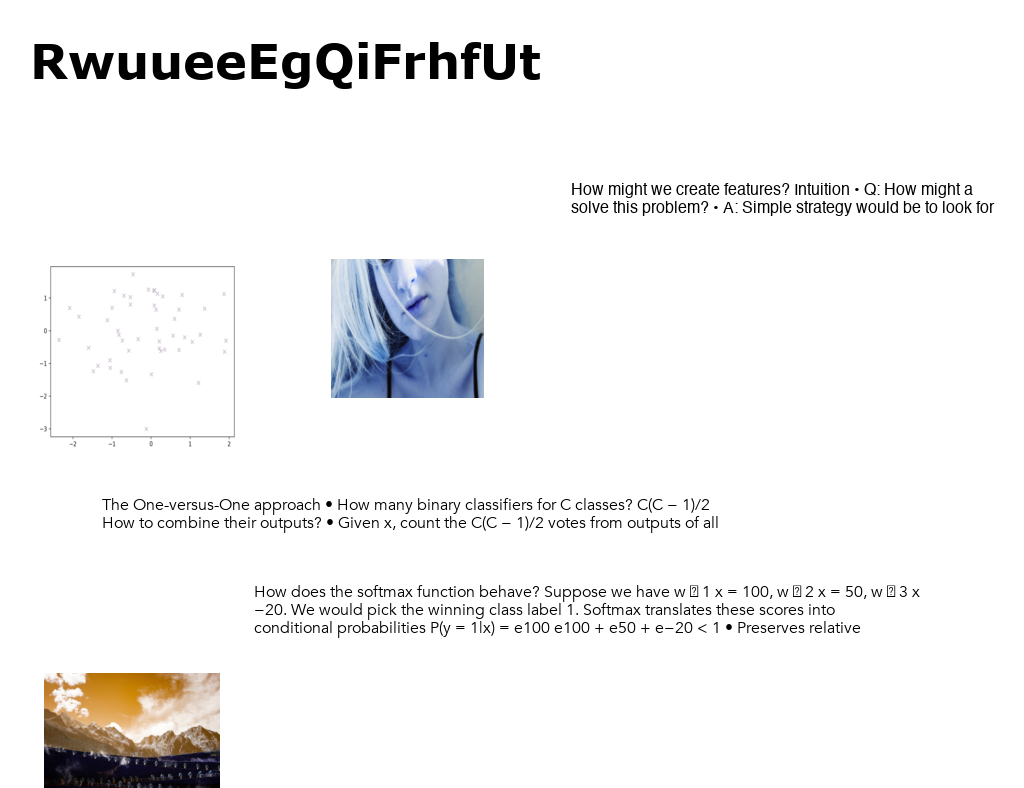 RwuueeEgQiFrhfUt
How might we create features? Intuition • Q: How might a
solve this problem? • A: Simple strategy would be to look for
1
0
−1
−2
−3
−2 −1 0 1 2
The One-versus-One approach • How many binary classifiers for C classes? C(C − 1)/2
How to combine their outputs? • Given x, count the C(C − 1)/2 votes from outputs of all
How does the softmax function behave? Suppose we have w ⍰ 1 x = 100, w ⍰ 2 x = 50, w ⍰ 3 x
−20. We would pick the winning class label 1. Softmax translates these scores into
conditional probabilities P(y = 1|x) = e100 e100 + e50 + e−20 < 1 • Preserves relative